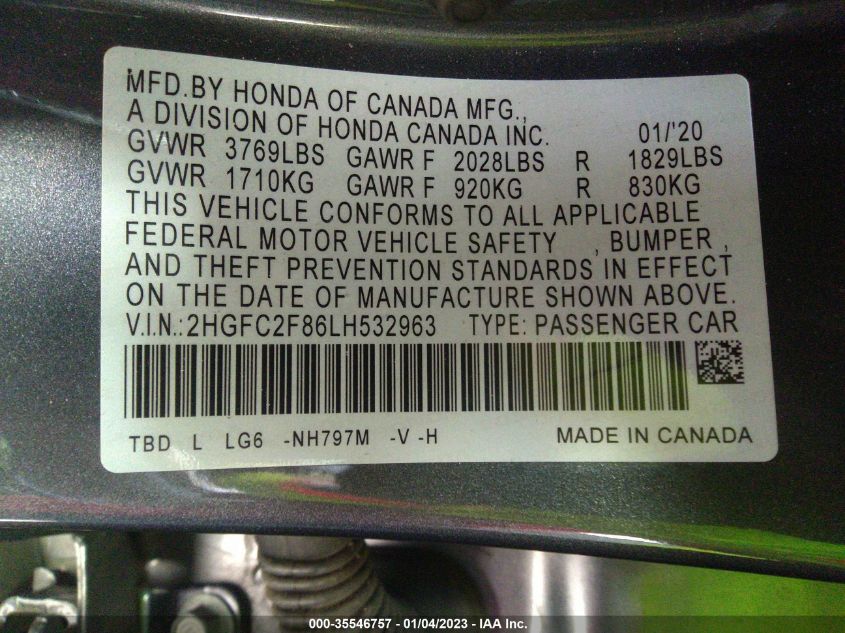 MFD.BY HONDA OF CANADA MFG.,
A DIVISION OF HONDA CANADA INC. 01/'20
GVWR 3769LBS GAWR F 2028LBS R 1829LBS
GVWR 1710KG GAWR F 920KG R 830KG
THIS VEHICLE CONFORMS TO ALL APPLICABLE
FEDERAL MOTOR VEHICLE SAFETY , BUMPER ,
AND THEFT PREVENTION STANDARDS IN EFFECT
ON THE DATE OF MANUFACTURE SHOWN ABOVE.
V.I.N.:2HGFC2F86LH532963 TYPE: PASSENGER CAR
TBD L LG6 -NH797M -V -H MADE IN CANADA
000-35546757 - 01/04/2023 - IAA Inc.